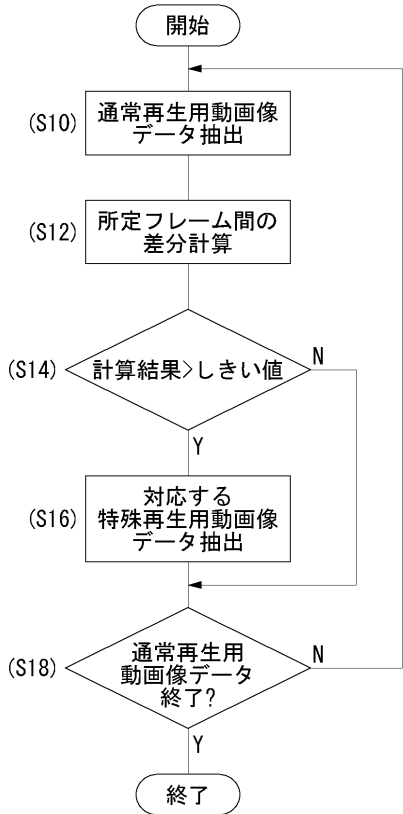 開始
(S10)
通常再生用動画像
データ抽出
(S12)
所定フレーム間の
差分計算
(S14)
計算結果>しきい値
N
Y
(S16)
対応する
特殊再生用動画像
データ抽出
(S18)
通常再生用
動画像データ
終了?
N
Y
終了